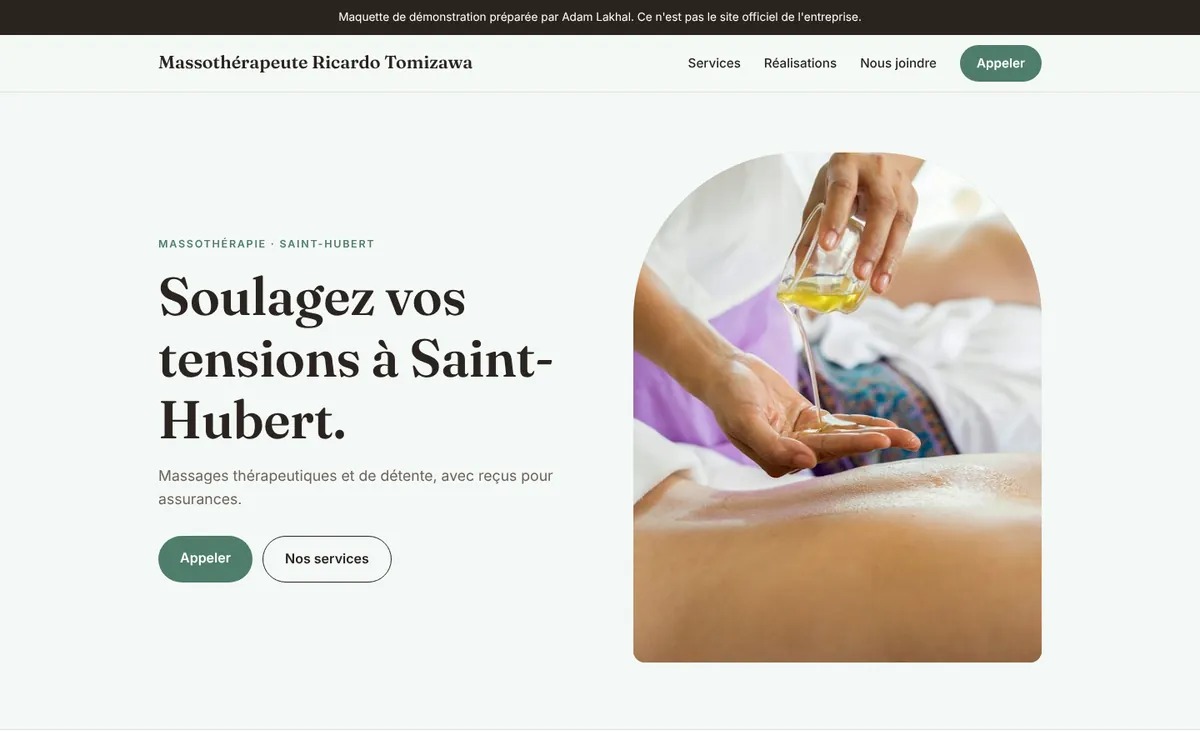 Maquette de démonstration préparée par Adam Lakhal. Ce n'est pas le site officiel de l'entreprise.
Massothérapeute Ricardo Tomizawa
Services
Réalisations
Nous joindre
Appeler
MASSOTHÉRAPIE · SAINT-HUBERT
Soulagez vos
tensions à Saint-
Hubert.
Massages thérapeutiques et de détente, avec reçus pour
assurances.
Appeler
Nos services